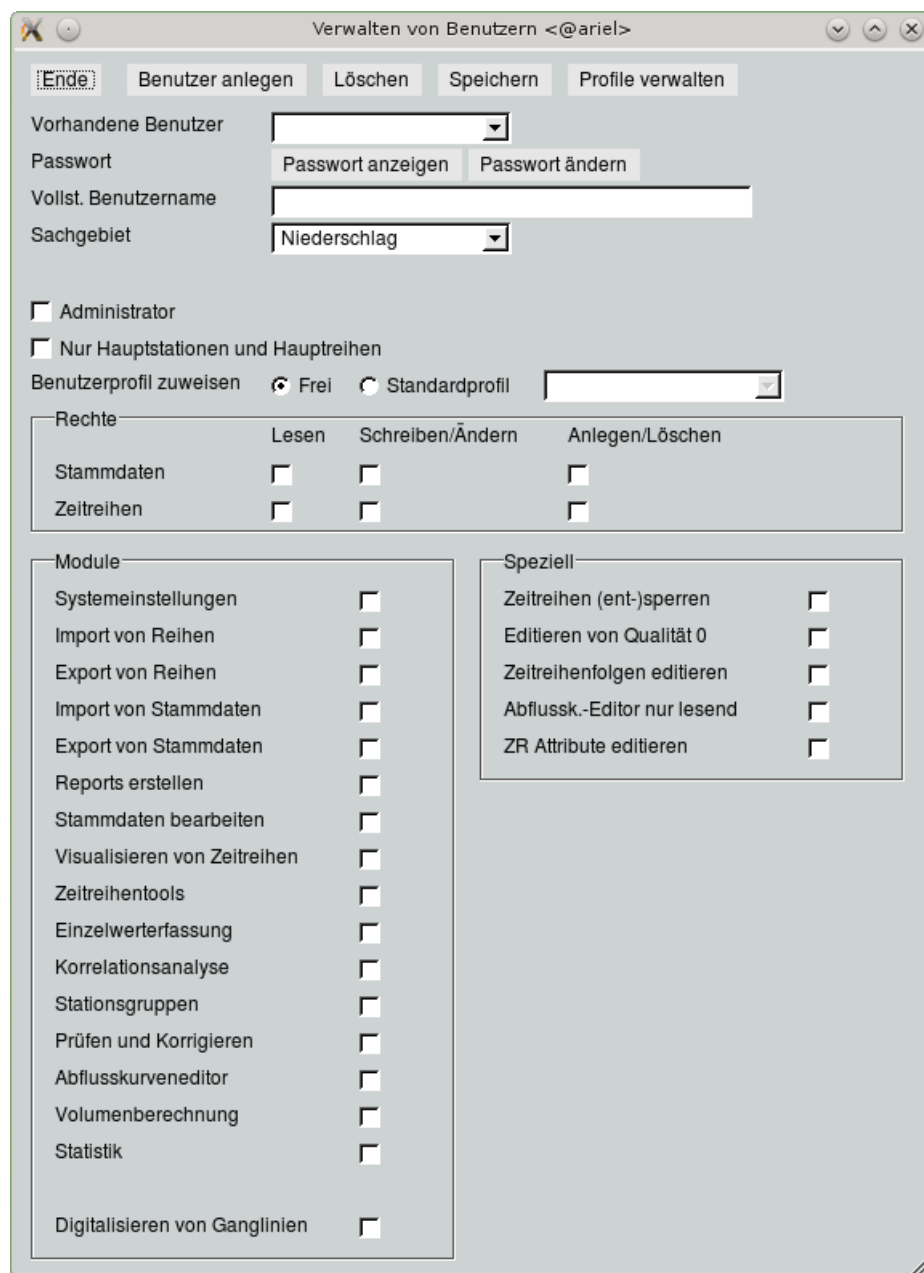 Verwalten von Benutzern <@ariel>
Ende Benutzer anlegen Löschen Speichern Profile verwalten
Vorhandene Benutzer
Passwort Passwort anzeigen Passwort ändern
Vollst. Benutzername
Sachgebiet Niederschlag
Administrator
Nur Hauptstationen und Hauptreihen
Benutzerprofil zuweisen Frei Standardprofil
Rechte
Lesen Schreiben/Ändern Anlegen/Löschen
Stammdaten
Zeitreihen
Module
Systemeinstellungen
Import von Reihen
Export von Reihen
Import von Stammdaten
Export von Stammdaten
Reports erstellen
Stammdaten bearbeiten
Visualisieren von Zeitreihen
Zeitreihentools
Einzelwerterfassung
Korrelationsanalyse
Stationsgruppen
Prüfen und Korrigieren
Abflusskurveneditor
Volumenberechnung
Statistik
Digitalisieren von Ganglinien
Speziell
Zeitreihen (ent-)sperren
Editieren von Qualität 0
Zeitreihenfolgen editieren
Abflussk.-Editor nur lesend
ZR Attribute editieren